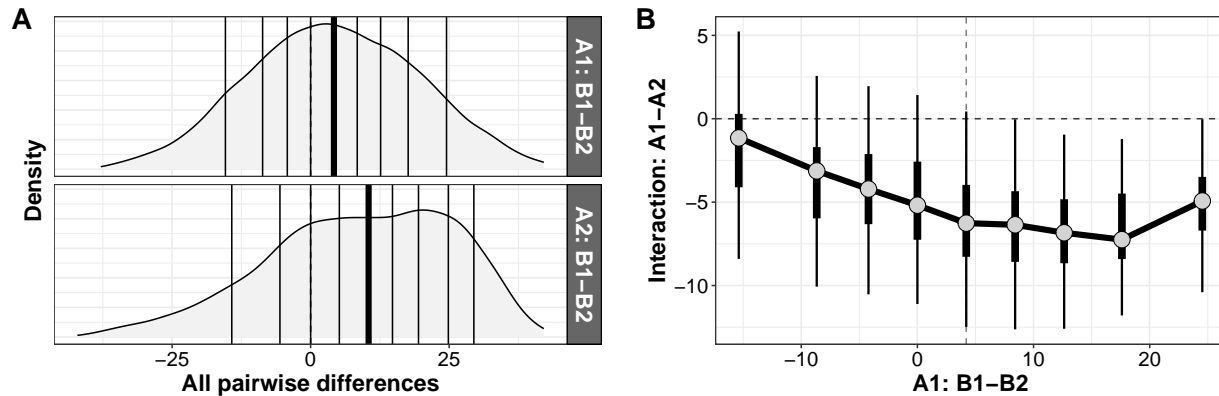 A
Density
A1: B1−B2
A2: B1−B2
−25
0
25
All pairwise differences
B
Interaction: A1−A2
5
0
−5
−10
−10
0
10
20
A1: B1−B2